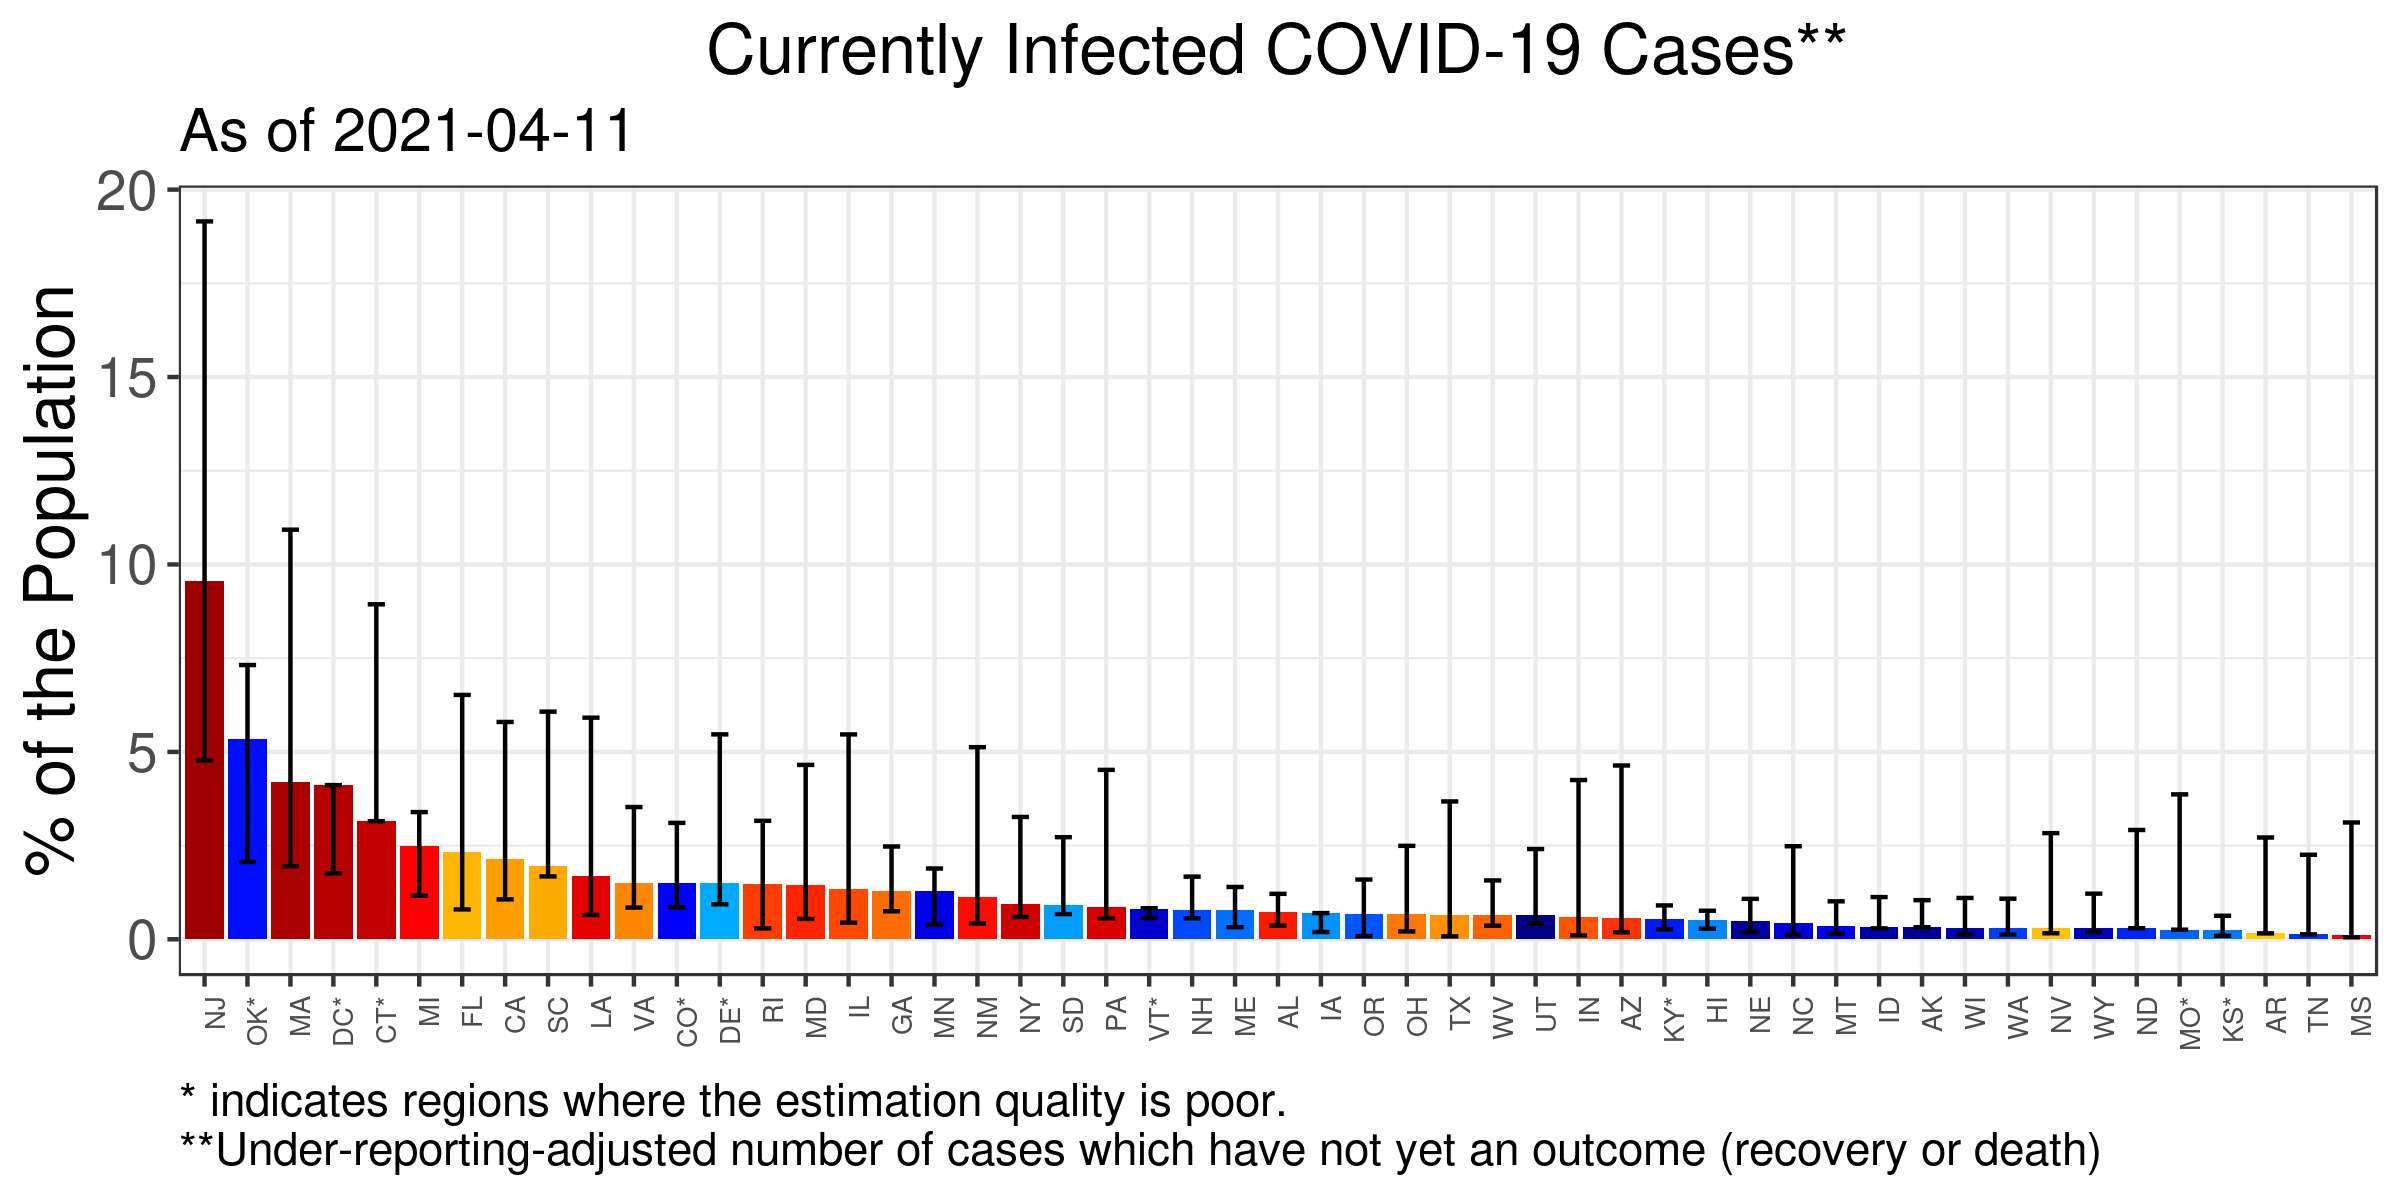 Currently Infected COVID-19 Cases**
As of 2021-04-11
% of the Population
20
15
10
5
0
NJ OK* MA DC* CT* MI FL CA SC LA VA CO* DE* RI MD IL GA MN NM NY SD PA VT* NH ME AL IA OR OH TX WV UT IN AZ KY* HI NE NC MT ID AK WI WA NV WY ND MO* KS* AR TN MS
* indicates regions where the estimation quality is poor.
**Under-reporting-adjusted number of cases which have not yet an outcome (recovery or death)